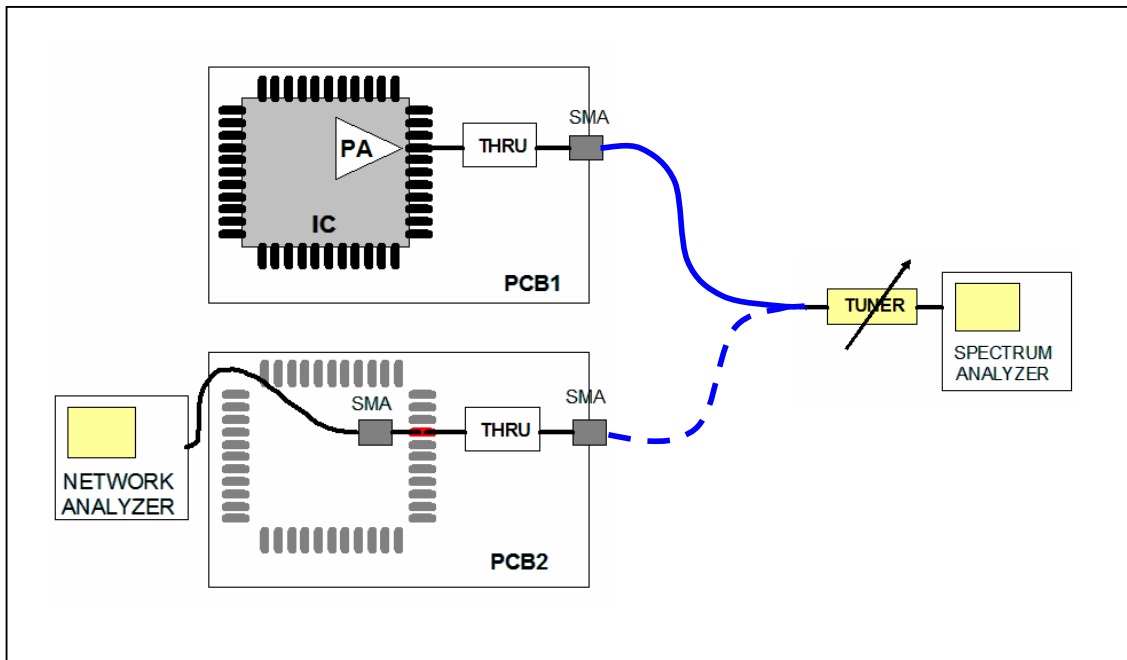 SMA
PA
THRU
IC
PCB1
TUNER
SPECTRUM
ANALYZER
SMA
SMA
THRU
NETWORK
ANALYZER
PCB2